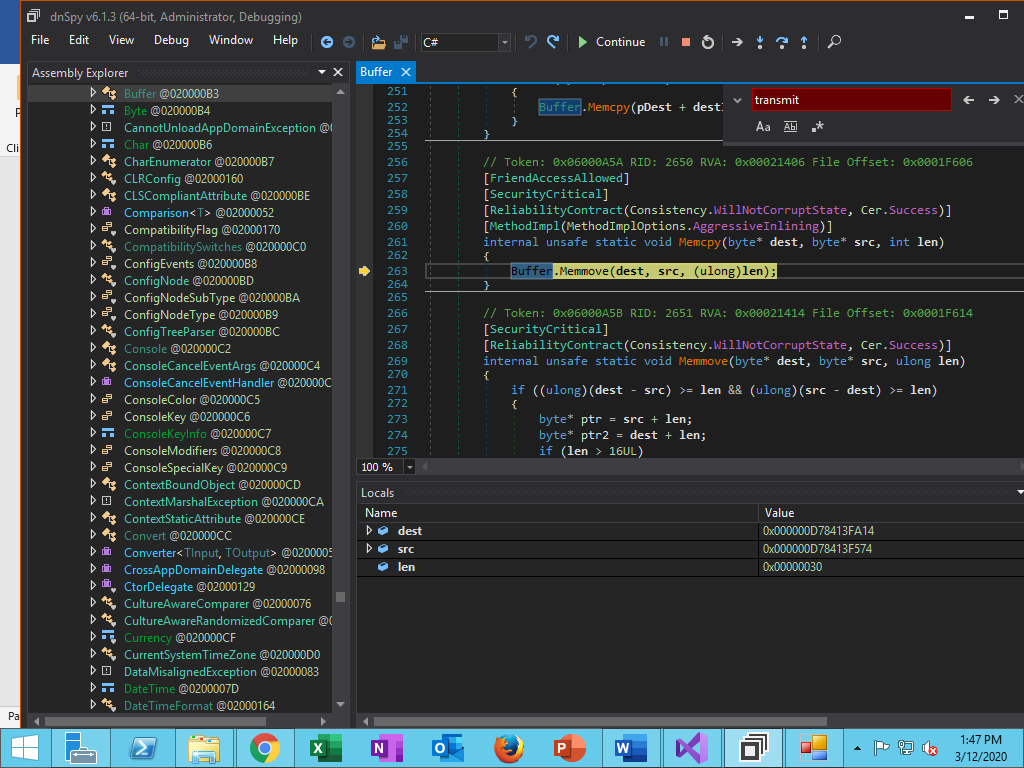 dnSpy v6.1.3 (64-bit, Administrator, Debugging)
File Edit View Debug Window Help C# Continue
Assembly Explorer
Buffer @020000B3
Byte @020000B4
CannotUnloadAppDomainException @0
Char @020000B6
CharEnumerator @020000B7
CLRConfig @02000160
CLSCompliantAttribute @020000BE
Comparison<T> @02000052
CompatibilityFlag @02000170
CompatibilitySwitches @020000C0
ConfigEvents @020000B8
ConfigNode @020000BD
ConfigNodeSubType @020000BA
ConfigNodeType @020000B9
ConfigTreeParser @020000BC
Console @020000C2
ConsoleCancelEventArgs @020000C4
ConsoleCancelEventHandler @020000C
ConsoleColor @020000C5
ConsoleKey @020000C6
ConsoleKeyInfo @020000C7
ConsoleModifiers @020000C8
ConsoleSpecialKey @020000C9
ContextBoundObject @020000CD
ContextMarshalException @020000CA
ContextStaticAttribute @020000CE
Convert @020000CC
Converter<TInput, TOutput> @0200005
CrossAppDomainDelegate @02000098
CtorDelegate @02000129
CultureAwareComparer @02000076
CultureAwareRandomizedComparer @0
Currency @020000CF
CurrentSystemTimeZone @020000D0
DataMisalignedException @02000083
DateTime @0200007D
DateTimeFormat @02000164
Buffer
transmit
Aa Ab .*
251 {
252 Buffer.Memcpy(pDest + dest
253 }
254 }
255
256 // Token: 0x06000A5A RID: 2650 RVA: 0x00021406 File Offset: 0x0001F606
257 [FriendAccessAllowed]
258 [SecurityCritical]
259 [ReliabilityContract(Consistency.WillNotCorruptState, Cer.Success)]
260 [MethodImpl(MethodImplOptions.AggressiveInlining)]
261 internal unsafe static void Memcpy(byte* dest, byte* src, int len)
262 {
263 Buffer.Memmove(dest, src, (ulong)len);
264 }
265
266 // Token: 0x06000A5B RID: 2651 RVA: 0x00021414 File Offset: 0x0001F614
267 [SecurityCritical]
268 [ReliabilityContract(Consistency.WillNotCorruptState, Cer.Success)]
269 internal unsafe static void Memmove(byte* dest, byte* src, ulong len)
270 {
271 if ((ulong)(dest - src) >= len && (ulong)(src - dest) >= len)
272 {
273 byte* ptr = src + len;
274 byte* ptr2 = dest + len;
275 if (len > 16UL)
100 %
Locals
Name Value
dest 0x000000D78413FA14
src 0x000000D78413F574
len 0x00000030
Cli
Pa
1:47 PM
3/12/2020